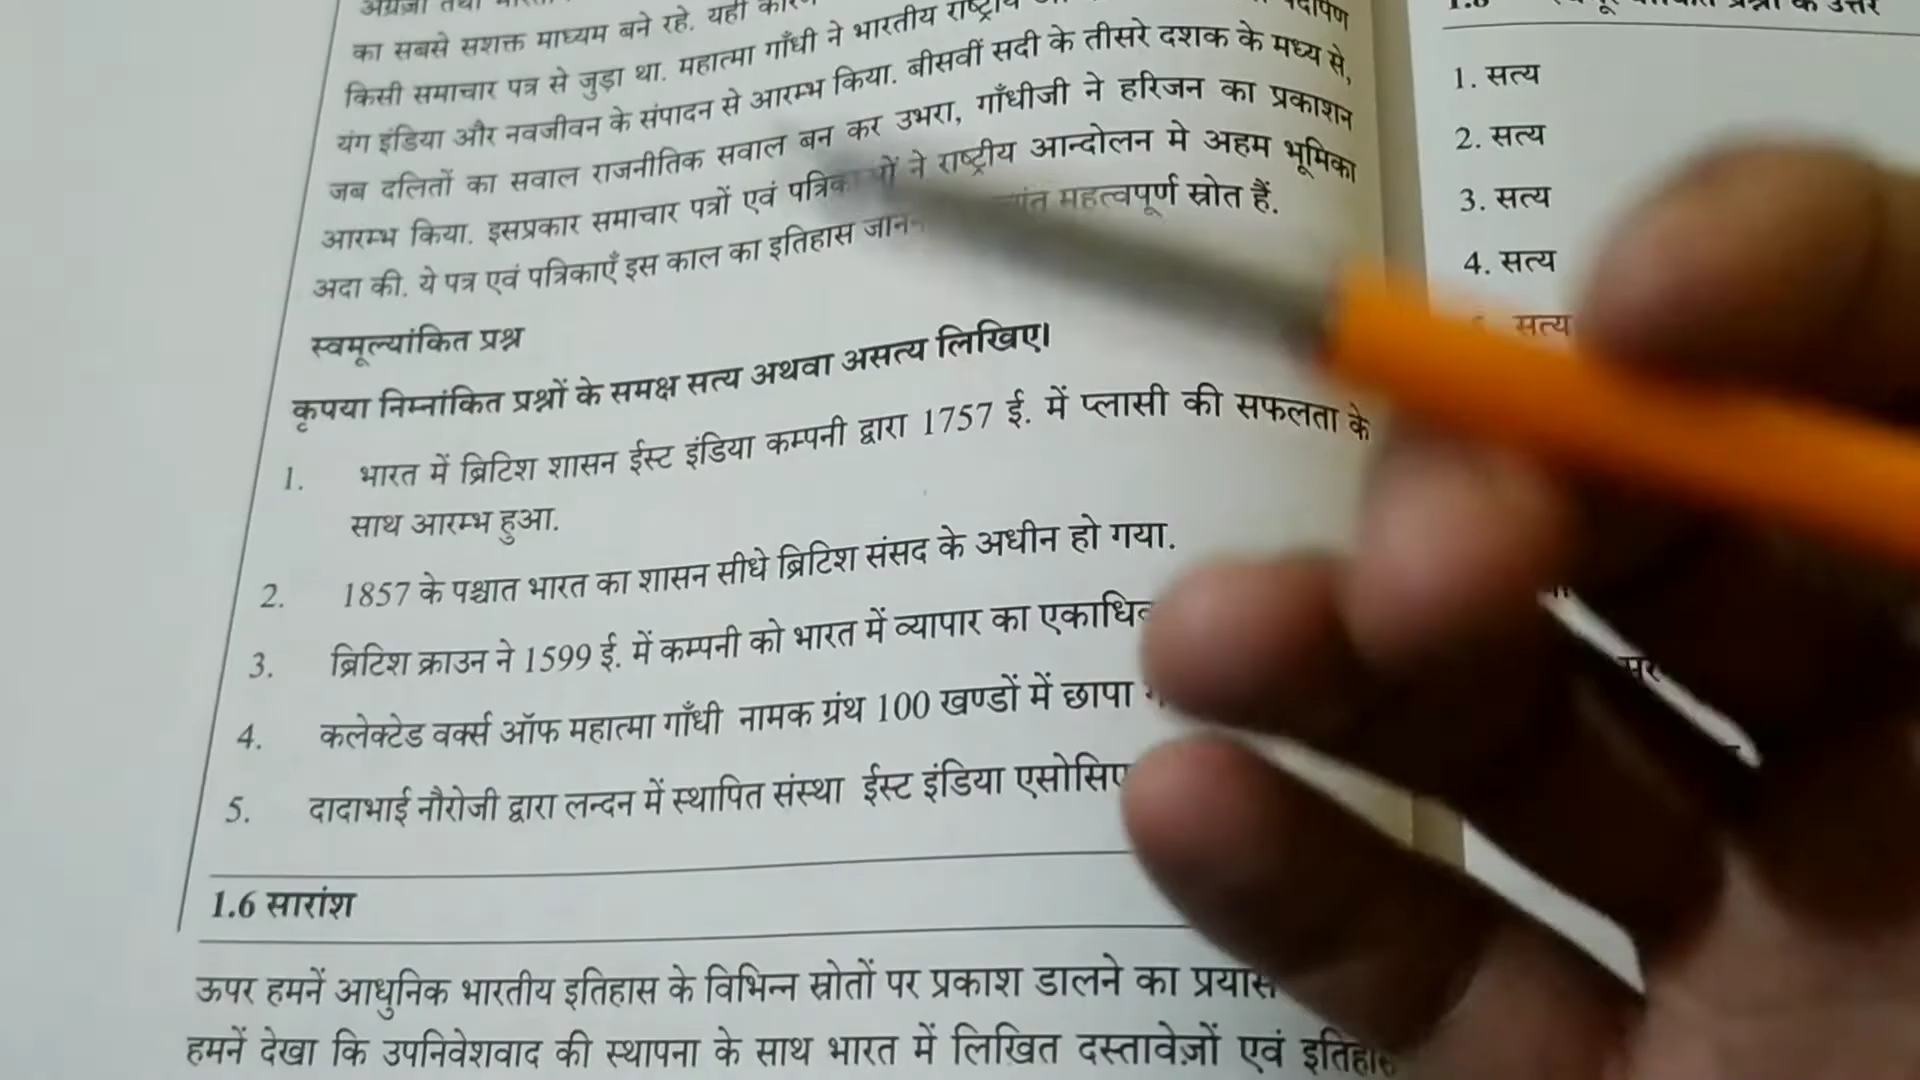 का सबसे सशक्त माध्यम बने रहे. यही
किसी समाचार पत्र से जुड़ा था. महात्मा गाँधी ने भारतीय
यंग इंडिया और नवजीवन के संपादन से आरम्भ किया. बीसवीं सदी के तीसरे दशक के मध्य से,
जब दलितों का सवाल राजनीतिक सवाल बन कर उभरा, गाँधीजी ने हरिजन का प्रकाशन
आरम्भ किया. इसप्रकार समाचार पत्रों एवं ने राष्ट्रीय आन्दोलन मे अहम भूमिका
अदा की. ये पत्र एवं पत्रिकाएँ इस काल का इतिहास महत्वपूर्ण स्रोत हैं.
स्वमूल्यांकित प्रश्न
कृपया निम्नांकित प्रश्नों के समक्ष सत्य अथवा असत्य लिखिए।
1. भारत में ब्रिटिश शासन ईस्ट इंडिया कम्पनी द्वारा 1757 ई. में प्लासी की सफलता के
साथ आरम्भ हुआ.
2. 1857 के पश्चात भारत का शासन सीधे ब्रिटिश संसद के अधीन हो गया.
3. ब्रिटिश क्राउन ने 1599 ई. में कम्पनी को भारत में व्यापार का
4. कलेक्टेड वर्क्स ऑफ महात्मा गाँधी नामक ग्रंथ 100 खण्डों में छापा
5. दादाभाई नौरोजी द्वारा लन्दन में स्थापित संस्था ईस्ट इंडिया
1.6 सारांश
ऊपर हमनें आधुनिक भारतीय इतिहास के विभिन्न स्रोतों पर प्रकाश डालने का
हमनें देखा कि उपनिवेशवाद की स्थापना के साथ भारत में लिखित दस्तावेज़ों एवं
1. सत्य
2. सत्य
3. सत्य
4. सत्य
सत्य